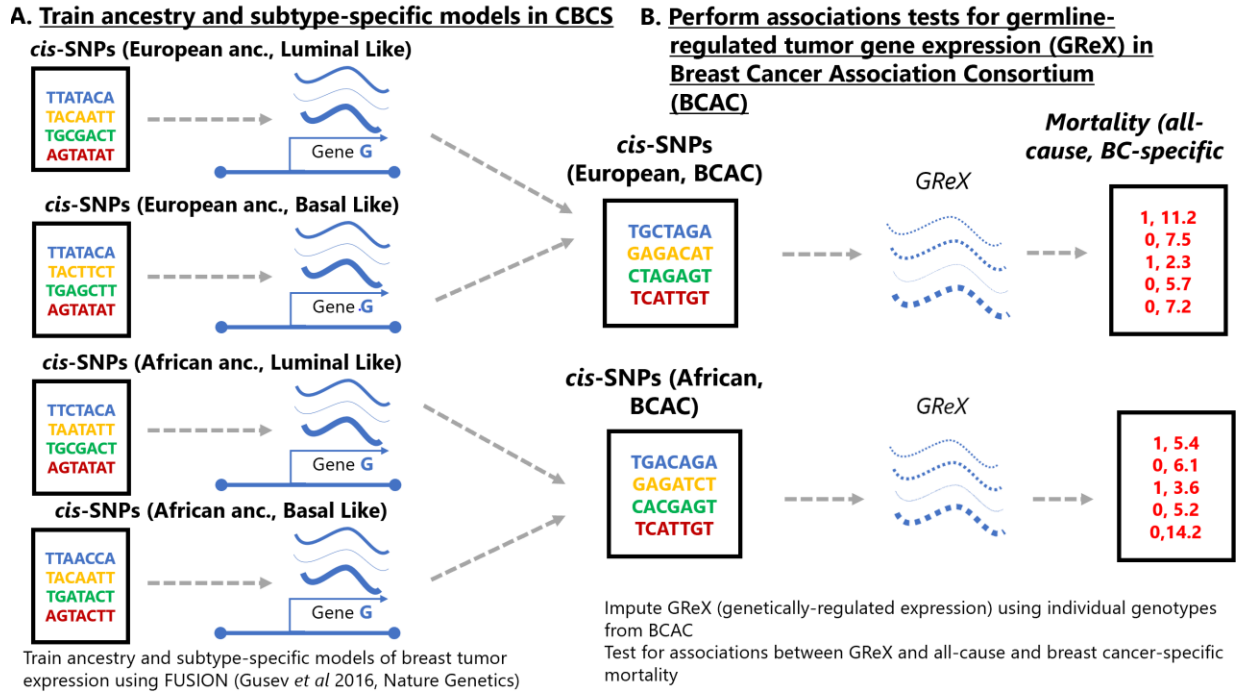 A. Train ancestry and subtype-specific models in CBCS
cis-SNPs (European anc., Luminal Like)
TTATACA
TACAATT
TGCGACT
AGTATAT
Gene G
cis-SNPs (European anc., Basal Like)
TTATACA
TACTTCT
TGAGCTT
AGTATAT
Gene .G
cis-SNPs (African anc., Luminal Like)
TTCTACA
TAATATT
TGCGACT
AGTATAT
Gene G
cis-SNPs (African anc., Basal Like)
TTAACCA
TACAATT
TGATACT
AGTACTT
Gene G
Train ancestry and subtype-specific models of breast tumor
expression using FUSION (Gusev et al 2016, Nature Genetics)
B. Perform associations tests for germline-
regulated tumor gene expression (GReX) in
Breast Cancer Association Consortium
(BCAC)
cis-SNPs
(European, BCAC)
TGCTAGA
GAGACAT
CTAGAGT
TCATTGT
GReX
Mortality (all-
cause, BC-specific
1, 11.2
0, 7.5
1, 2.3
0, 5.7
0, 7.2
cis-SNPs (African,
BCAC)
TGACAGA
GAGATCT
CACGAGT
TCATTGT
GReX
1, 5.4
0, 6.1
1, 3.6
0, 5.2
0,14.2
Impute GReX (genetically-regulated expression) using individual genotypes
from BCAC
Test for associations between GReX and all-cause and breast cancer-specific
mortality